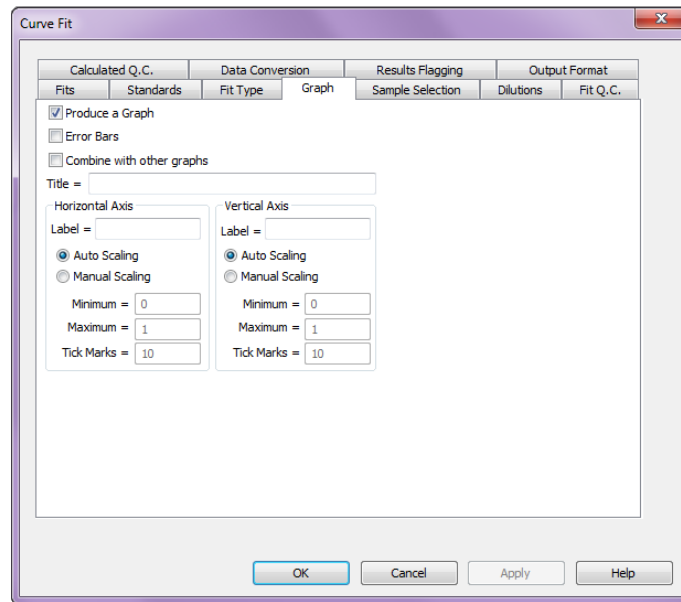 Curve Fit
x
Calculated Q.C. Data Conversion Results Flagging Output Format
Fits Standards Fit Type Graph Sample Selection Dilutions Fit Q.C.
Produce a Graph
Error Bars
Combine with other graphs
Title =
Horizontal Axis Vertical Axis
Label = Label =
Auto Scaling Auto Scaling
Manual Scaling Manual Scaling
Minimum = 0 Minimum = 0
Maximum = 1 Maximum = 1
Tick Marks = 10 Tick Marks = 10
OK Cancel Apply Help